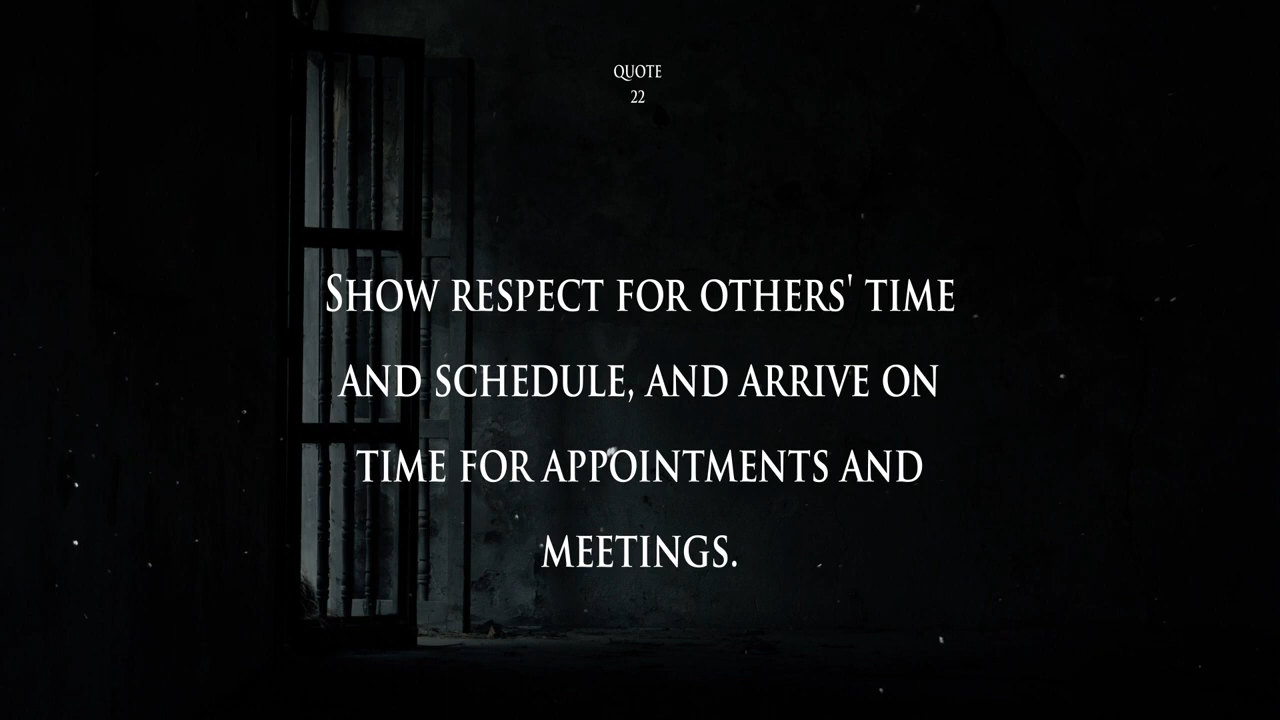 QUOTE
22
Show respect for others' time
and schedule, and arrive on
time for appointments and
meetings.